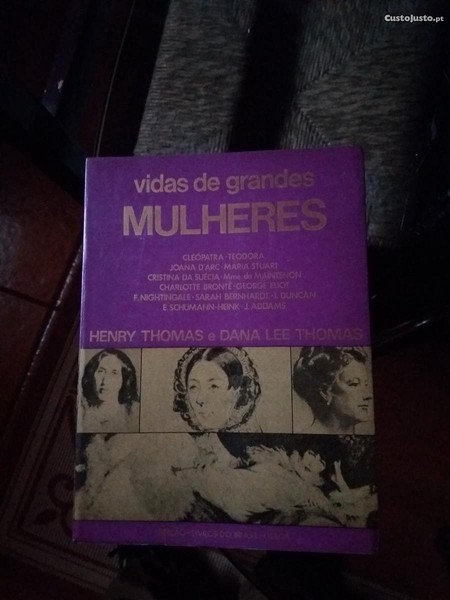 CustoJusto.pt
vidas de grandes
MULHERES
CLEÓPATRA · TEODORA
JOANA D'ARC · MARIA STUART
CRISTINA DA SUÉCIA · Mme. de MAINTENON
CHARLOTTE BRONTË · GEORGE ELIOT
F. NIGHTINGALE · SARAH BERNHARDT · I. DUNCAN
E. SCHUMANN-HEINK · J. ADDAMS
HENRY THOMAS e DANA LEE THOMAS